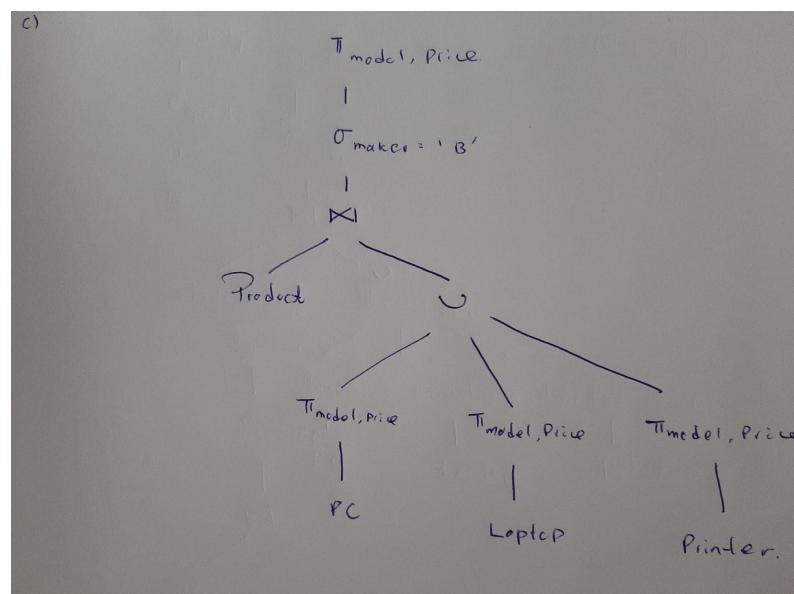 c)
π model, Price
σ maker = 'B'
⋈
Product
∪
π model, Price π model, Price π model, Price
PC
Laptop
Printer.